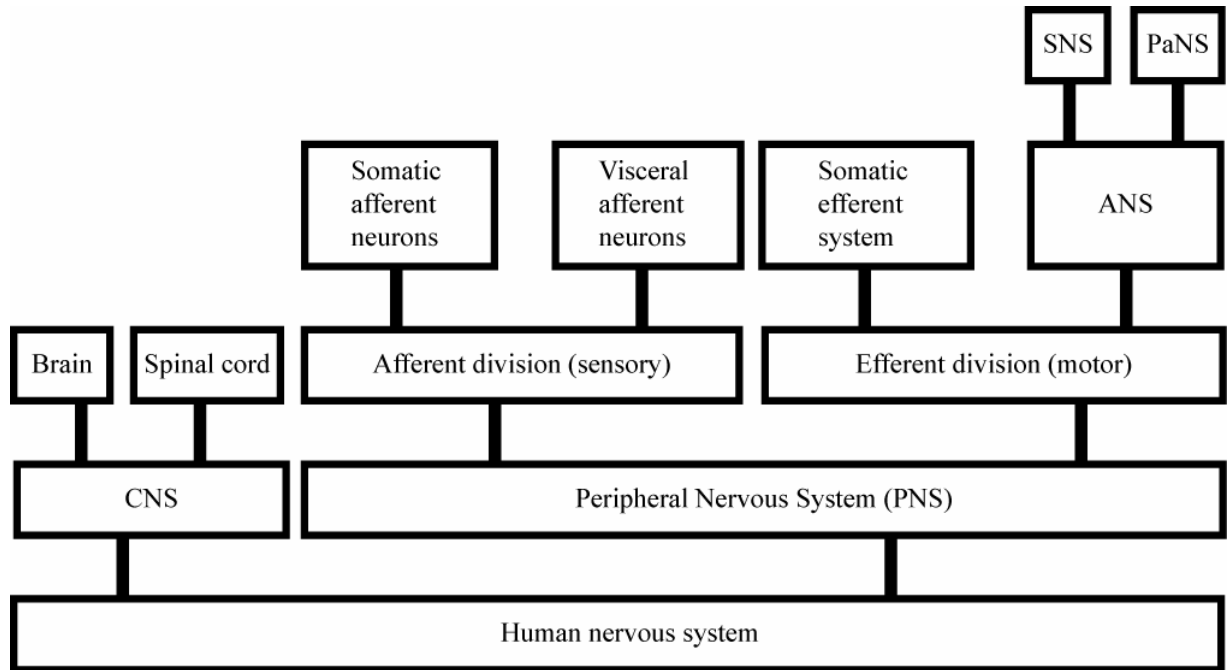 SNS
PaNS
Somatic
afferent
neurons
Visceral
afferent
neurons
Somatic
efferent
system
ANS
Brain
Spinal cord
Afferent division (sensory)
Efferent division (motor)
CNS
Peripheral Nervous System (PNS)
Human nervous system